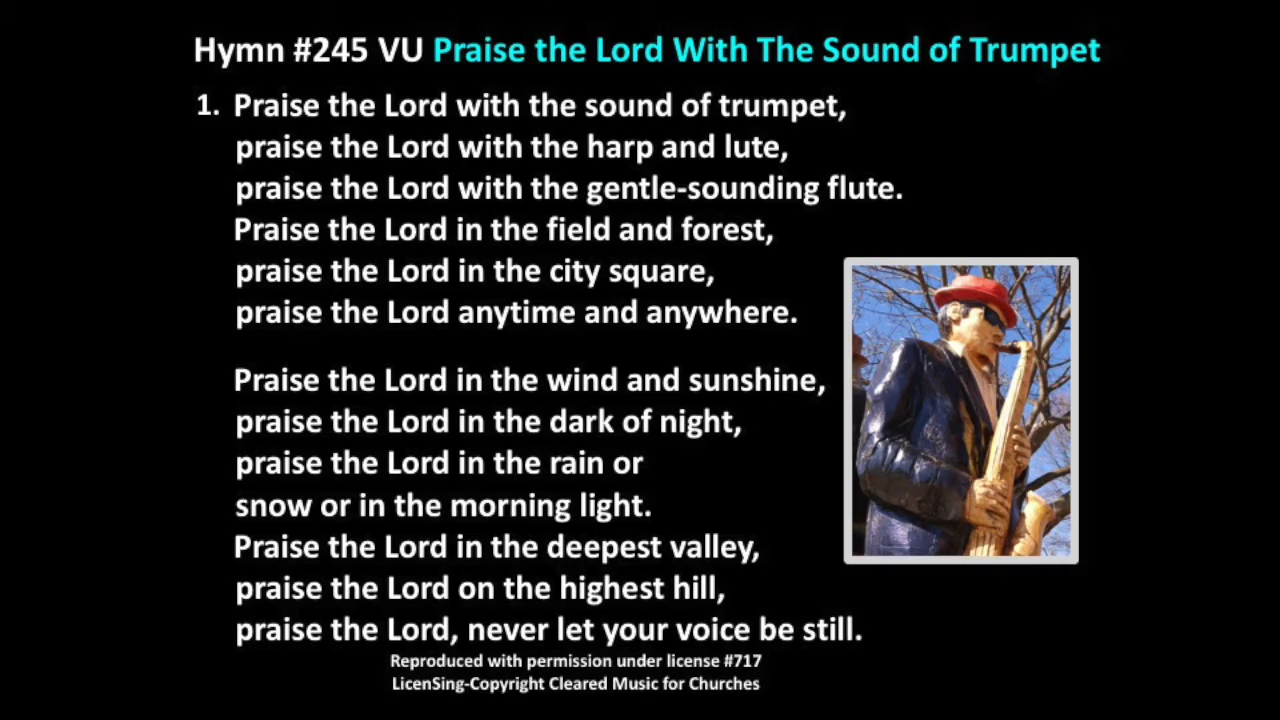 Hymn #245 VU Praise the Lord With The Sound of Trumpet
1. Praise the Lord with the sound of trumpet,
praise the Lord with the harp and lute,
praise the Lord with the gentle-sounding flute.
Praise the Lord in the field and forest,
praise the Lord in the city square,
praise the Lord anytime and anywhere.
Praise the Lord in the wind and sunshine,
praise the Lord in the dark of night,
praise the Lord in the rain or
snow or in the morning light.
Praise the Lord in the deepest valley,
praise the Lord on the highest hill,
praise the Lord, never let your voice be still.
Reproduced with permission under license #717
LicenSing-Copyright Cleared Music for Churches